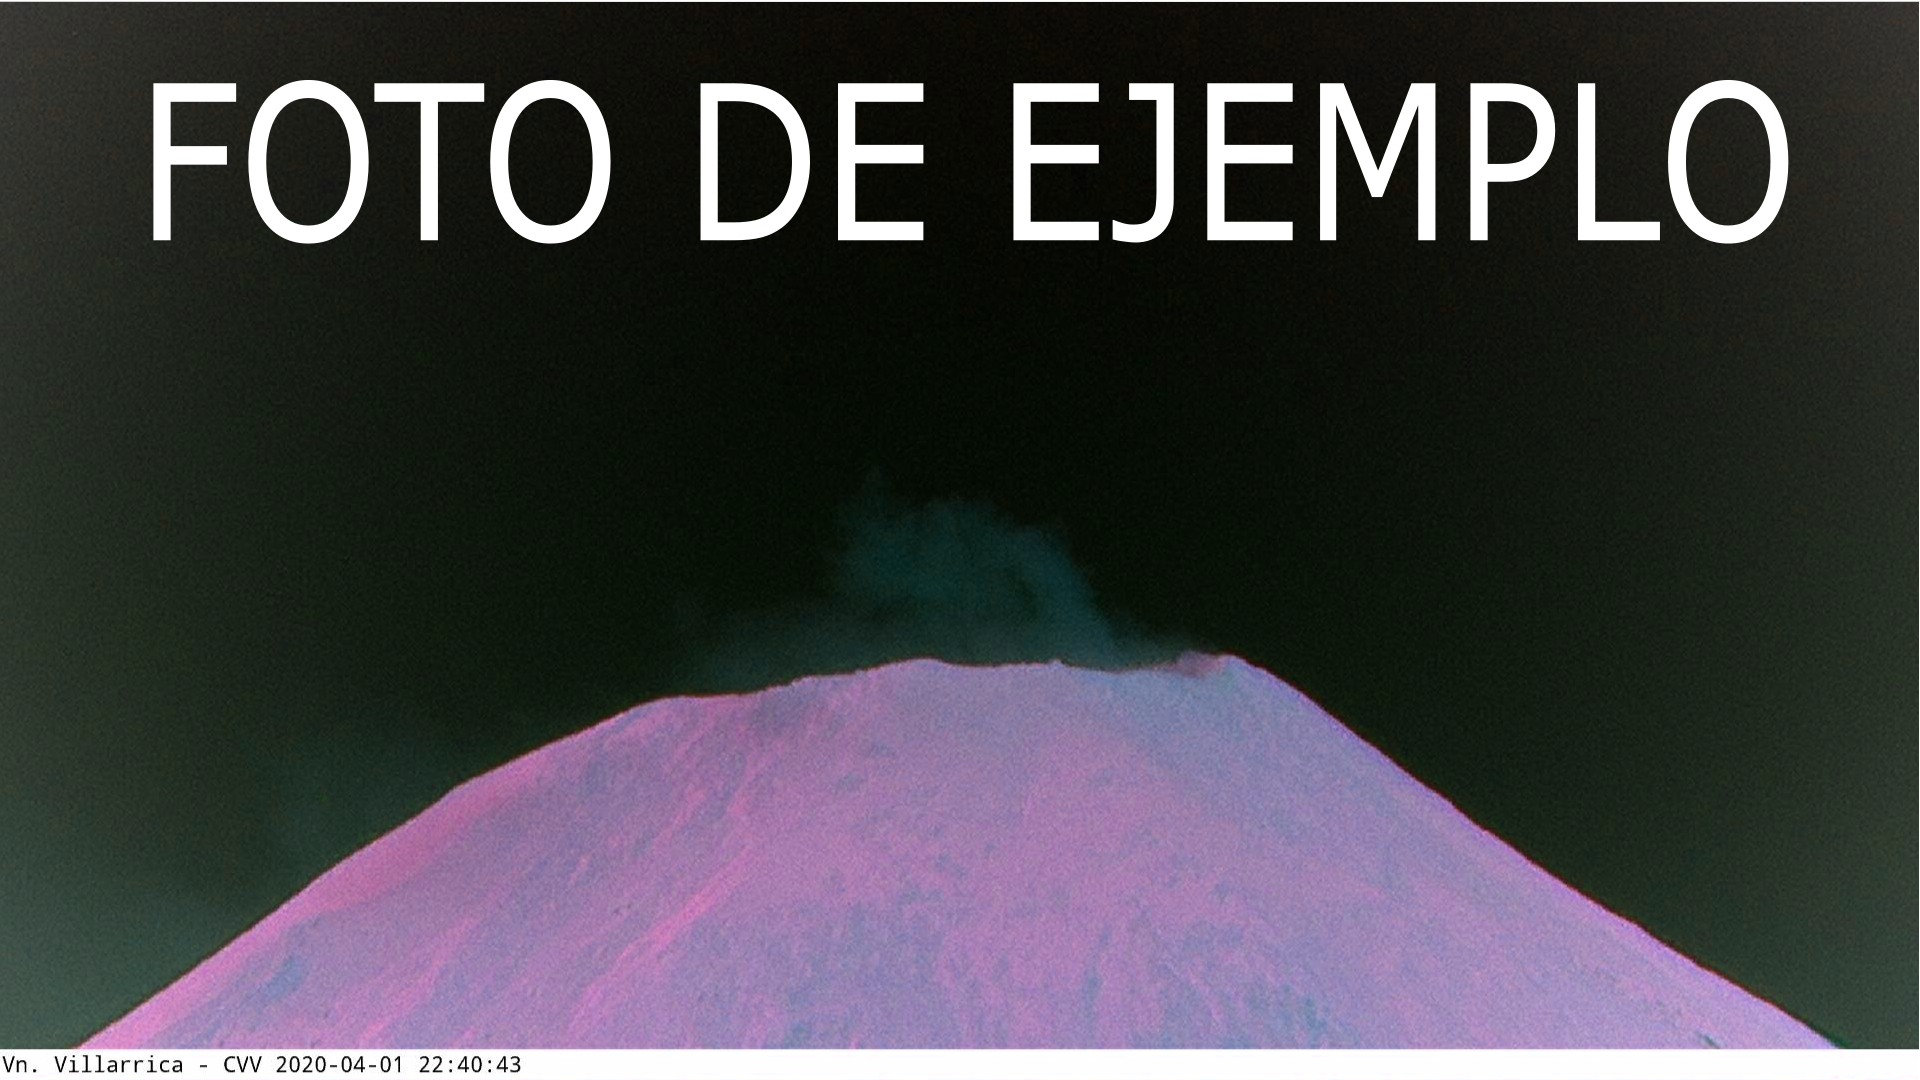 FOTO DE EJEMPLO
Vn. Villarrica - CVV 2020-04-01 22:40:43